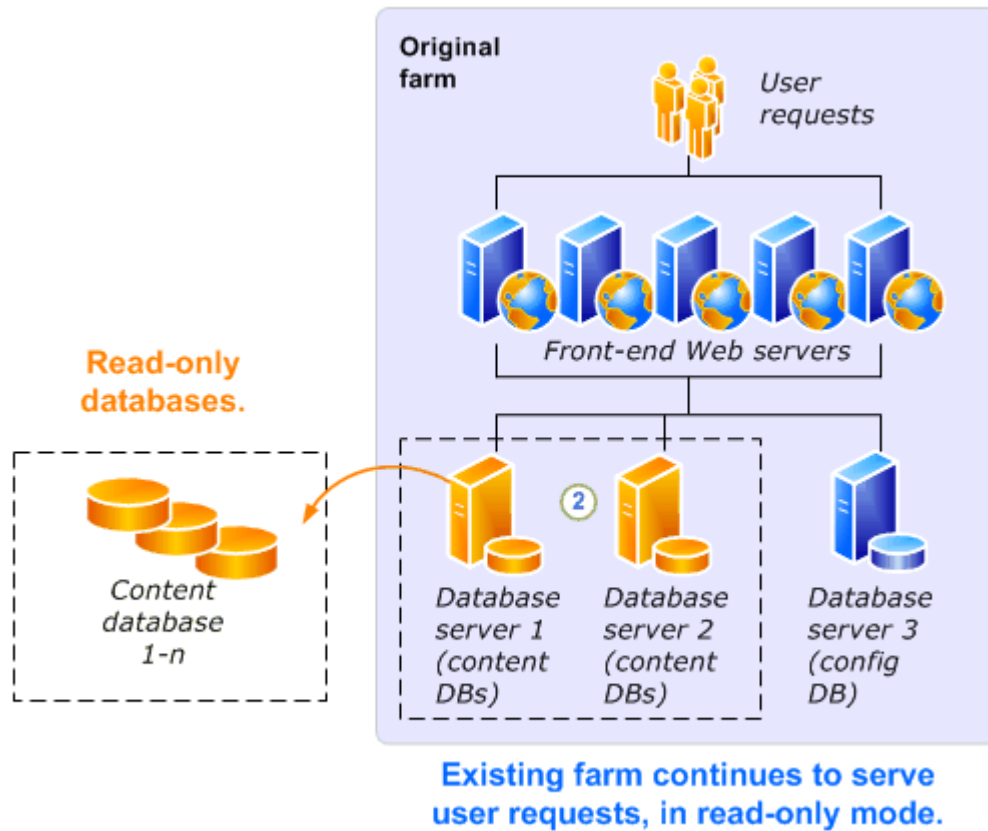 Original
farm
User
requests
Front-end Web servers
Read-only
databases.
Content
database
1-n
2
Database
server 1
(content
DBs)
Database
server 2
(content
DBs)
Database
server 3
(config
DB)
Existing farm continues to serve
user requests, in read-only mode.